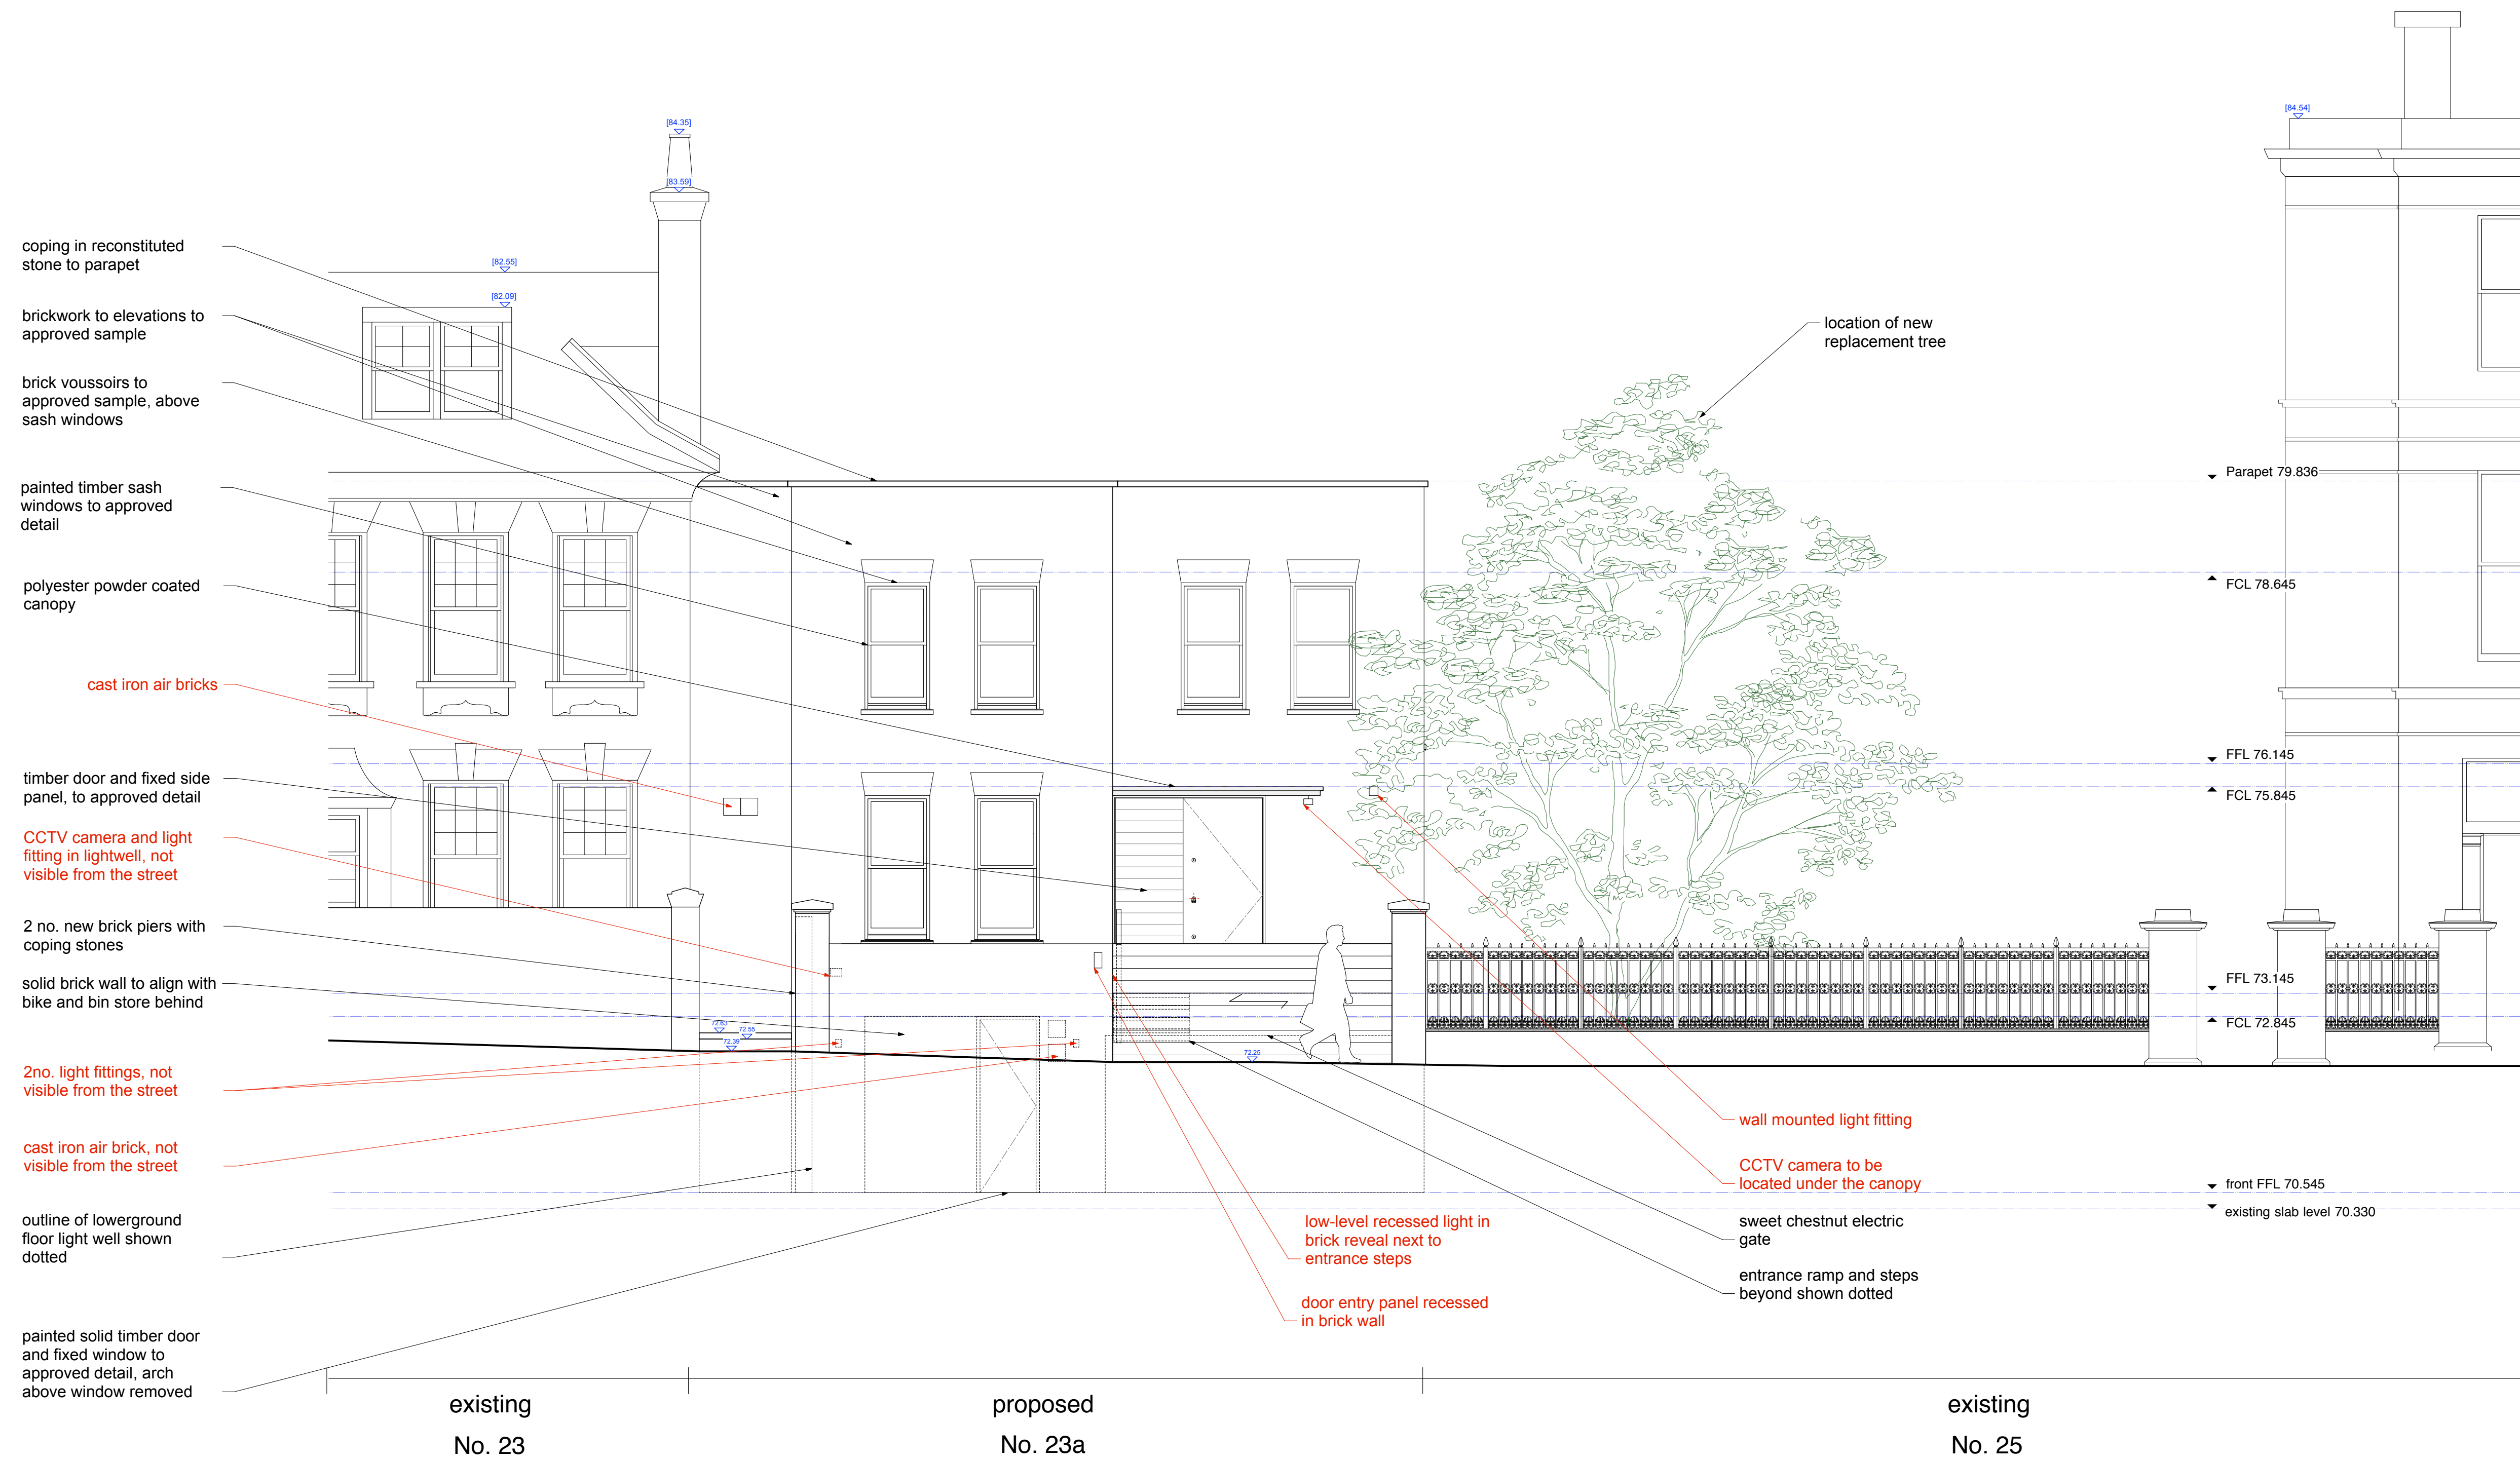 coping in reconstituted
stone to parapet
brickwork to elevations to
approved sample
brick voussoirs to
approved sample, above
sash windows
painted timber sash
windows to approved
detail
polyester powder coated
canopy
cast iron air bricks
timber door and fixed side
panel, to approved detail
CCTV camera and light
fitting in lightwell, not
visible from the street
2 no. new brick piers with
coping stones
solid brick wall to align with
bike and bin store behind
2no. light fittings, not
visible from the street
cast iron air brick, not
visible from the street
outline of lowerground
floor light well shown
dotted
painted solid timber door
and fixed window to
approved detail, arch
above window removed
[84.35]
[83.59]
[82.55]
[82.09]
72.63
72.55
72.39
72.25
[84.54]
location of new
replacement tree
Parapet 79.836
FCL 78.645
FFL 76.145
FCL 75.845
FFL 73.145
FCL 72.845
front FFL 70.545
existing slab level 70.330
wall mounted light fitting
CCTV camera to be
located under the canopy
sweet chestnut electric
gate
entrance ramp and steps
beyond shown dotted
low-level recessed light in
brick reveal next to
entrance steps
door entry panel recessed
in brick wall
existing
No. 23
proposed
No. 23a
existing
No. 25